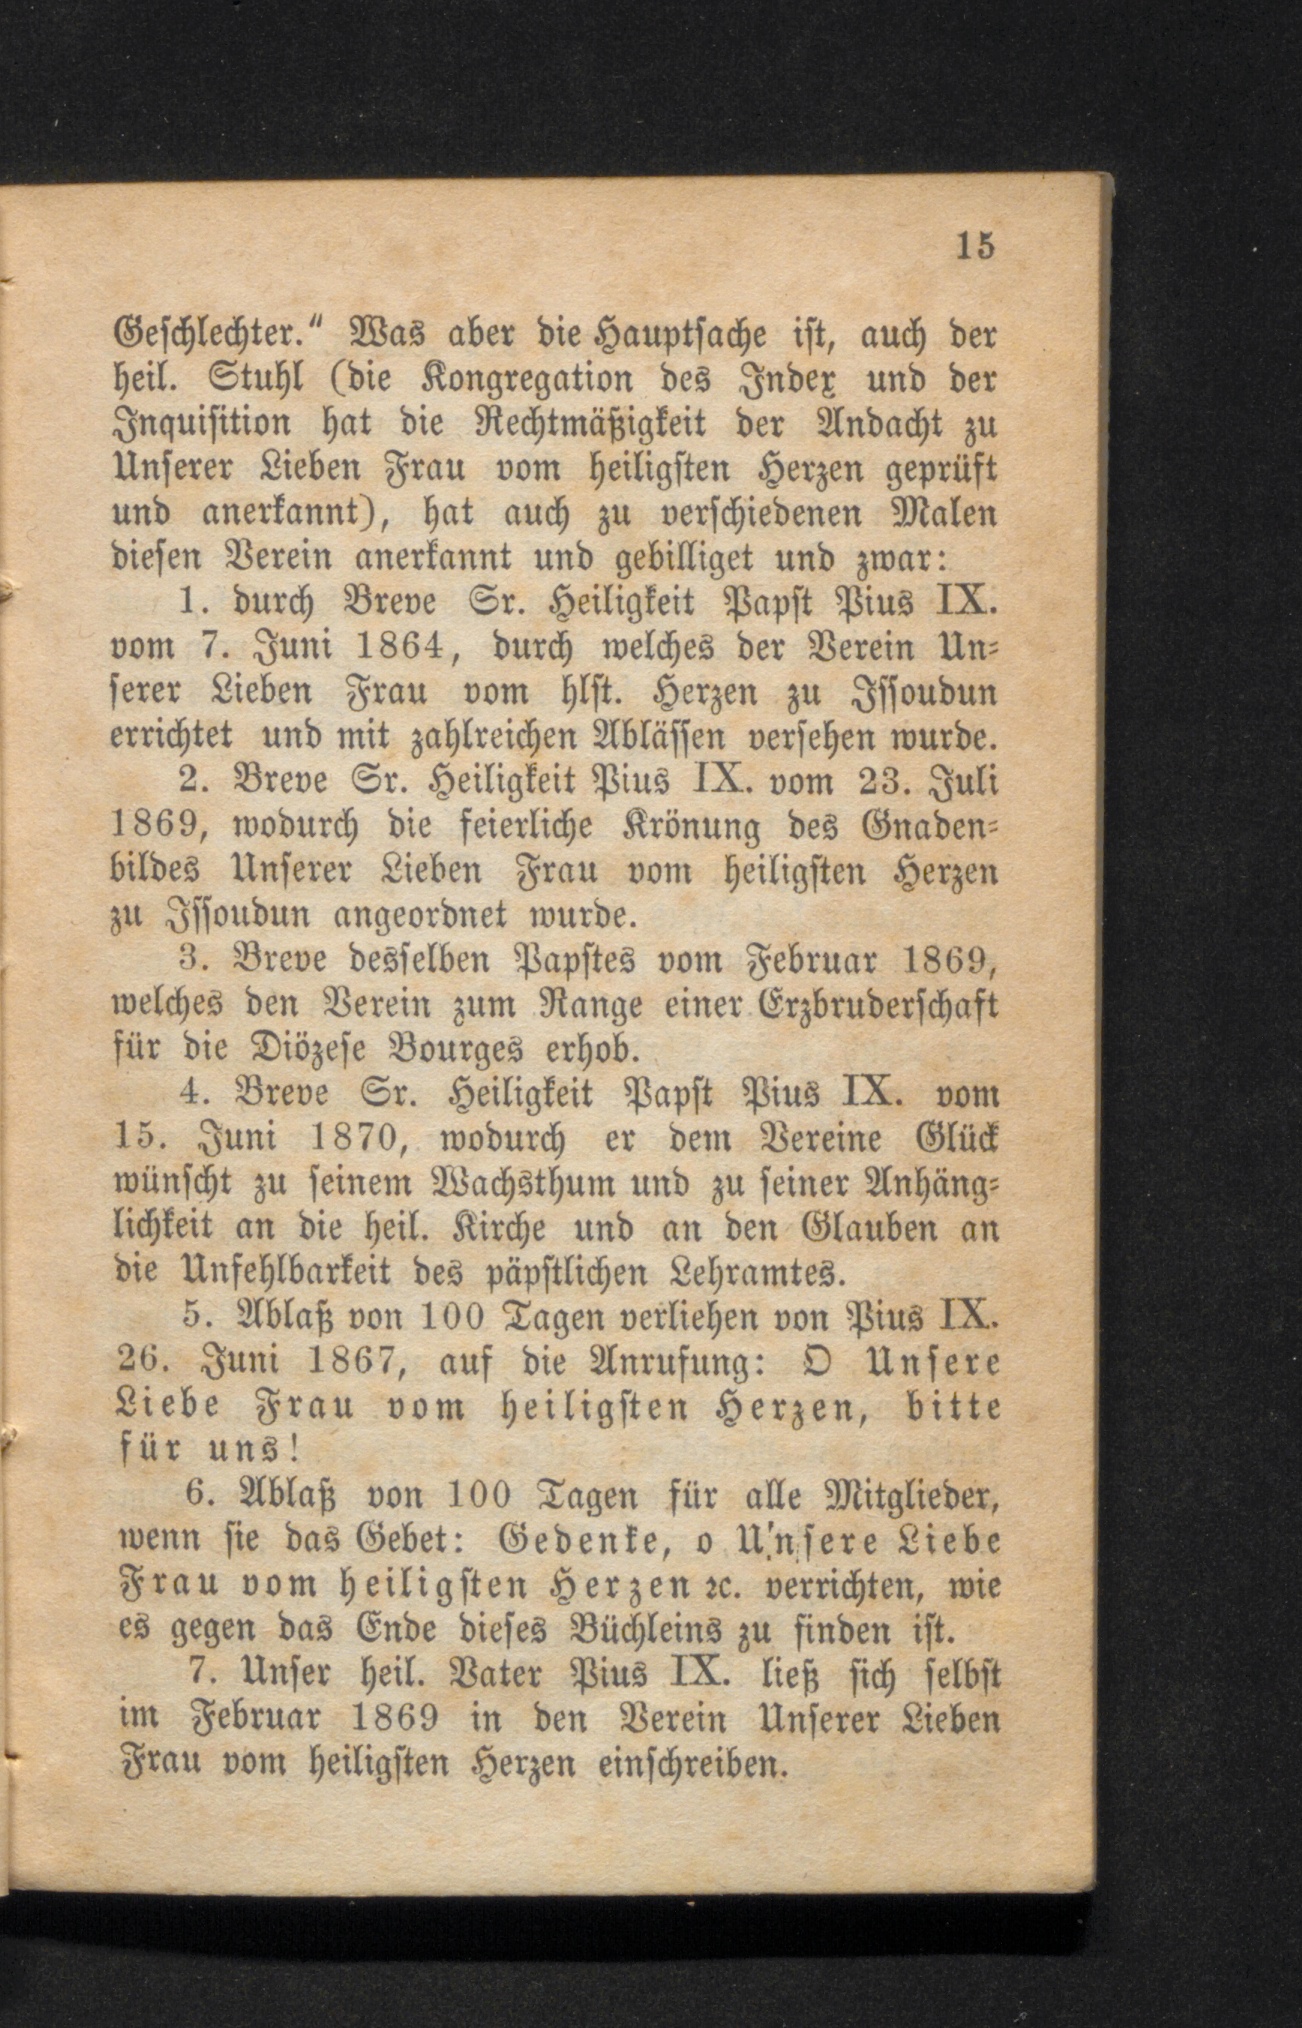 15
Geschlechter.“ Was aber die Hauptsache ist, auch der
heil. Stuhl (die Kongregation des Index und der
Inquisition hat die Rechtmäßigkeit der Andacht zu
Unserer Lieben Frau vom heiligsten Herzen geprüft
und anerkannt), hat auch zu verschiedenen Malen
diesen Verein anerkannt und gebilliget und zwar:
1. durch Breve Sr. Heiligkeit Papst Pius IX.
vom 7. Juni 1864, durch welches der Verein Un-
serer Lieben Frau vom hlst. Herzen zu Issoudun
errichtet und mit zahlreichen Ablässen versehen wurde.
2. Breve Sr. Heiligkeit Pius IX. vom 23. Juli
1869, wodurch die feierliche Krönung des Gnaden-
bildes Unserer Lieben Frau vom heiligsten Herzen
zu Issoudun angeordnet wurde.
3. Breve desselben Papstes vom Februar 1869,
welches den Verein zum Range einer Erzbruderschaft
für die Diözese Bourges erhob.
4. Breve Sr. Heiligkeit Papst Pius IX. vom
15. Juni 1870, wodurch er dem Vereine Glück
wünscht zu seinem Wachsthum und zu seiner Anhäng-
lichkeit an die heil. Kirche und an den Glauben an
die Unfehlbarkeit des päpstlichen Lehramtes.
5. Ablaß von 100 Tagen verliehen von Pius IX.
26. Juni 1867, auf die Anrufung: O Unsere
Liebe Frau vom heiligsten Herzen, bitte
für uns!
6. Ablaß von 100 Tagen für alle Mitglieder,
wenn sie das Gebet: Gedenke, o Unsere Liebe
Frau vom heiligsten Herzen ꝛc. verrichten, wie
es gegen das Ende dieses Büchleins zu finden ist.
7. Unser heil. Vater Pius IX. ließ sich selbst
im Februar 1869 in den Verein Unserer Lieben
Frau vom heiligsten Herzen einschreiben.